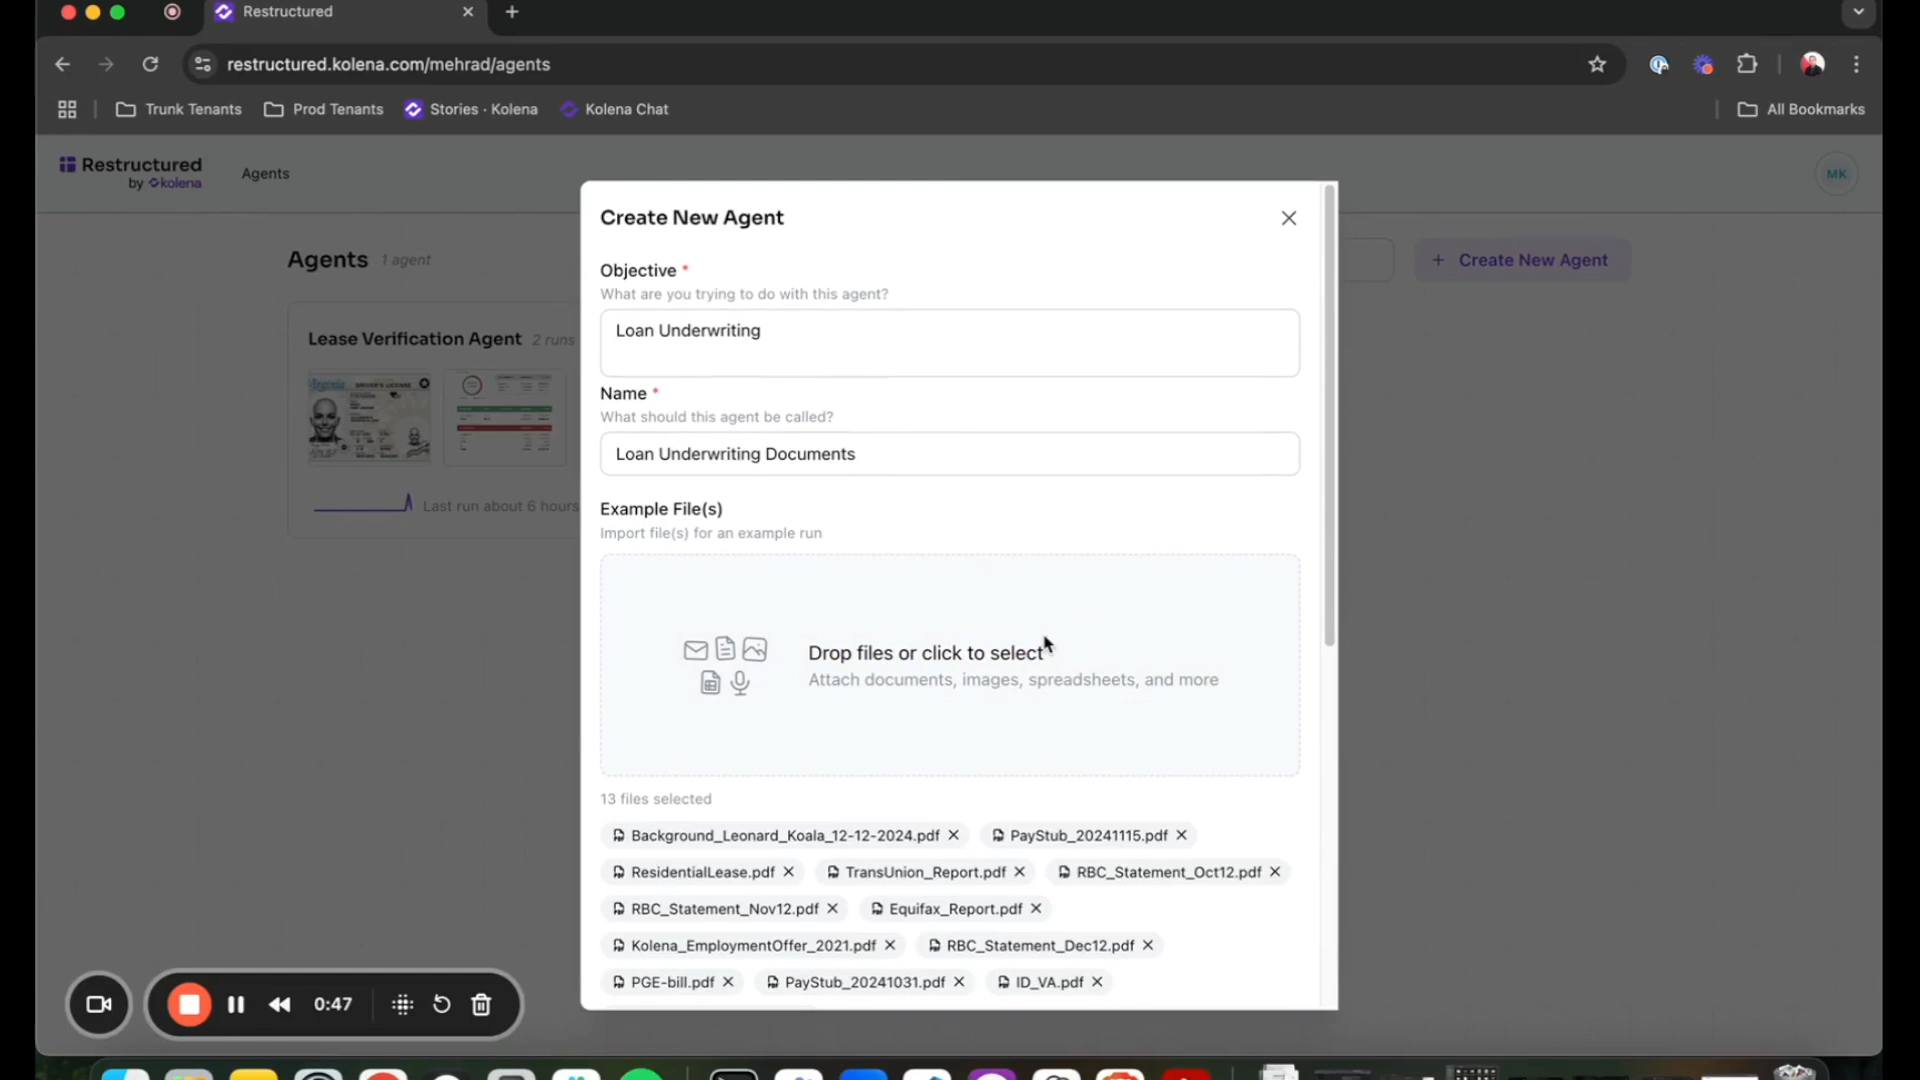 Restructured
restructured.kolena.com/mehrad/agents
Trunk Tenants Prod Tenants Stories · Kolena Kolena Chat All Bookmarks
Restructured
by kolena
Agents
MK
Create New Agent
Agents 1 agent
+ Create New Agent
Objective *
What are you trying to do with this agent?
Loan Underwriting
Lease Verification Agent 2 runs
DRIVER'S LICENSE
Name *
What should this agent be called?
Loan Underwriting Documents
Last run about 6 hours
Example File(s)
Import file(s) for an example run
Drop files or click to select
Attach documents, images, spreadsheets, and more
13 files selected
Background_Leonard_Koala_12-12-2024.pdf PayStub_20241115.pdf
ResidentialLease.pdf TransUnion_Report.pdf RBC_Statement_Oct12.pdf
RBC_Statement_Nov12.pdf Equifax_Report.pdf
Kolena_EmploymentOffer_2021.pdf RBC_Statement_Dec12.pdf
PGE-bill.pdf PayStub_20241031.pdf ID_VA.pdf
0:47